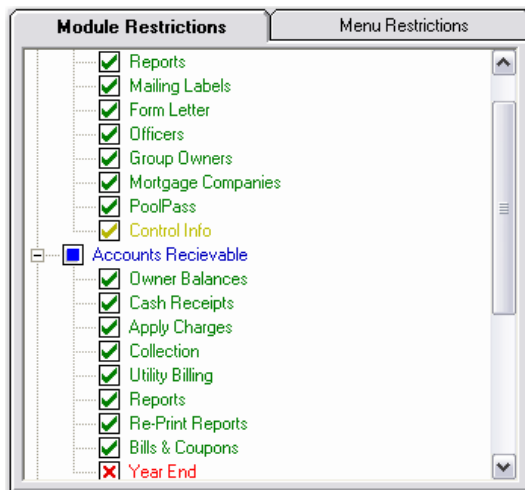 Module Restrictions
Menu Restrictions
Reports
Mailing Labels
Form Letter
Officers
Group Owners
Mortgage Companies
PoolPass
Control Info
Accounts Recievable
Owner Balances
Cash Receipts
Apply Charges
Collection
Utility Billing
Reports
Re-Print Reports
Bills & Coupons
Year End